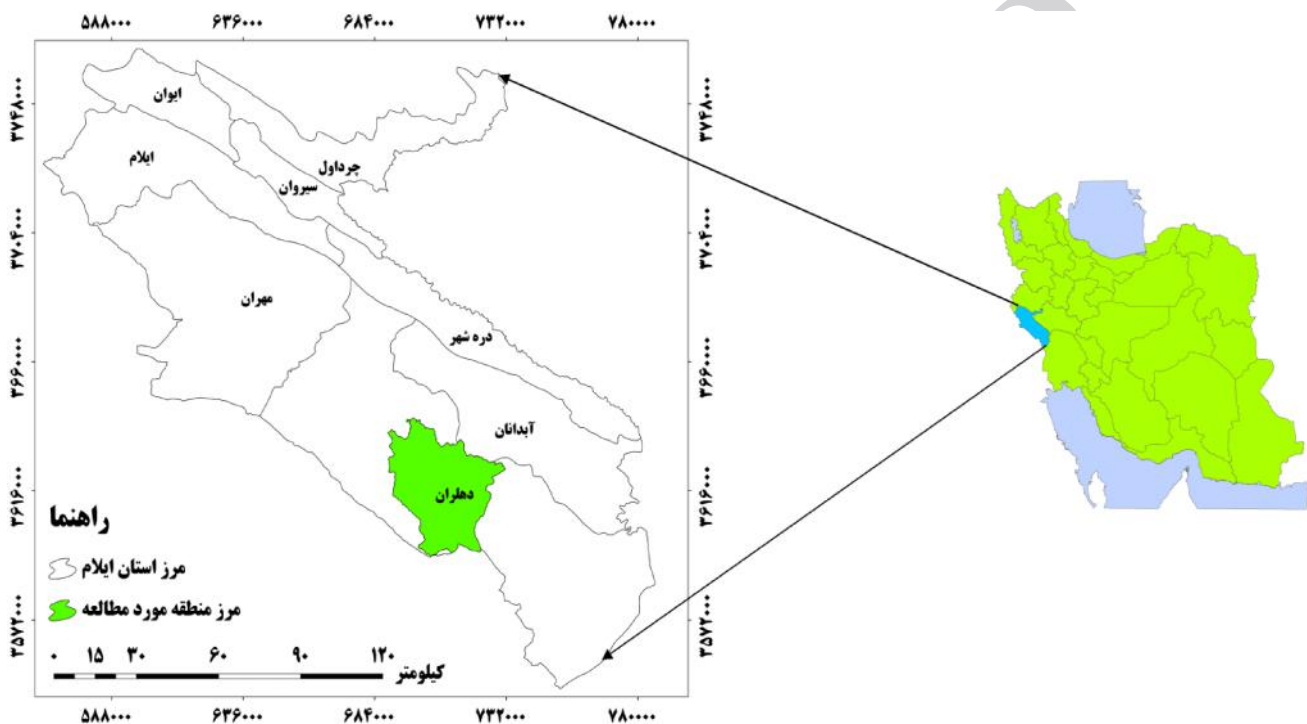 ۵۸۸۰۰۰ ۶۳۶۰۰۰ ۶۸۴۰۰۰ ۷۳۲۰۰۰ ۷۸۰۰۰۰
۳۷۴۸۰۰۰ ۳۷۴۸۰۰۰
ایوان
ایلام
چرداول
سیروان
۳۷۰۴۰۰۰ ۳۷۰۴۰۰۰
مهران
دره شهر
۳۶۶۰۰۰۰ ۳۶۶۰۰۰۰
آبدانان
دهلران
۳۶۱۶۰۰۰ ۳۶۱۶۰۰۰
راهنما
مرز استان ایلام
مرز منطقه مورد مطالعه
۳۵۷۲۰۰۰ ۳۵۷۲۰۰۰
۰ ۱۵ ۳۰ ۶۰ ۹۰ ۱۲۰
کیلومتر
۵۸۸۰۰۰ ۶۳۶۰۰۰ ۶۸۴۰۰۰ ۷۳۲۰۰۰ ۷۸۰۰۰۰